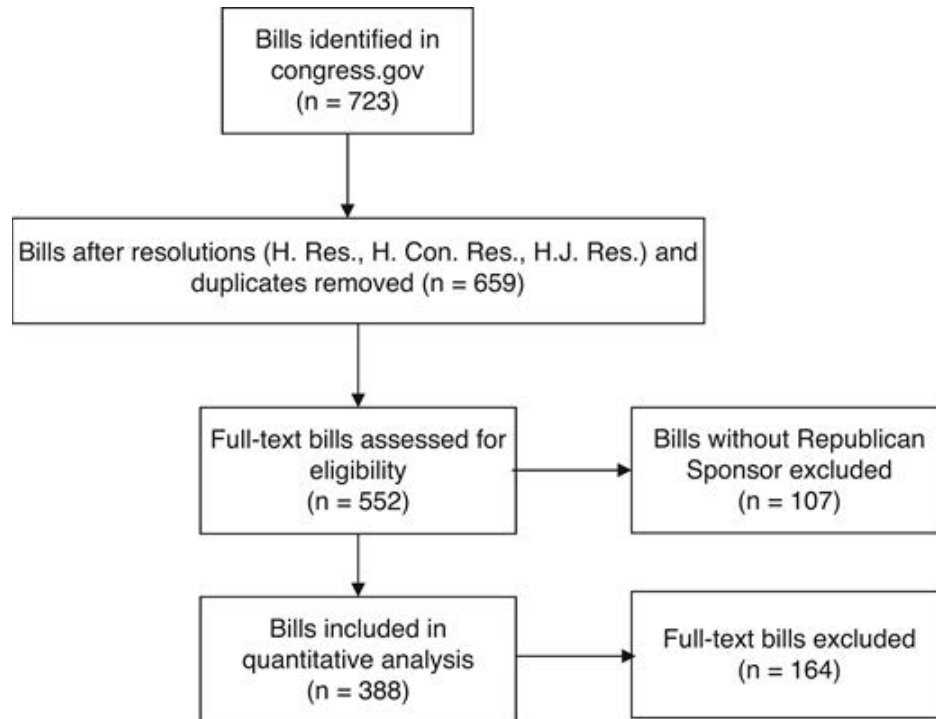 Bills identified in
congress.gov
(n = 723)
Bills after resolutions (H. Res., H. Con. Res., H.J. Res.) and
duplicates removed (n = 659)
Full-text bills assessed for
eligibility
(n = 552)
Bills without Republican
Sponsor excluded
(n = 107)
Bills included in
quantitative analysis
(n = 388)
Full-text bills excluded
(n = 164)